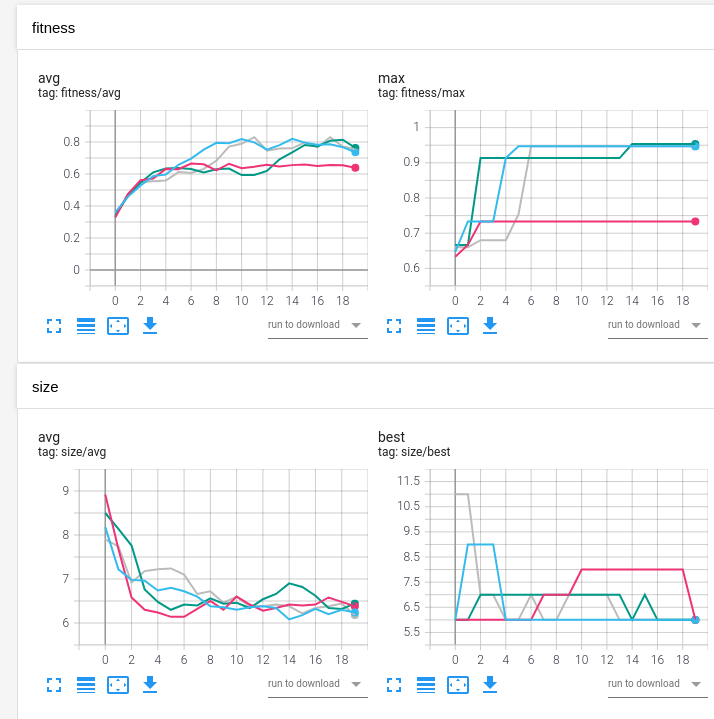 fitness
avg
tag: fitness/avg
0.8
0.6
0.4
0.2
0
0 2 4 6 8 10 12 14 16 18
run to download
max
tag: fitness/max
1
0.9
0.8
0.7
0.6
0 2 4 6 8 10 12 14 16 18
run to download
size
avg
tag: size/avg
9
8
7
6
0 2 4 6 8 10 12 14 16 18
run to download
best
tag: size/best
11.5
10.5
9.5
8.5
7.5
6.5
5.5
0 2 4 6 8 10 12 14 16 18
run to download